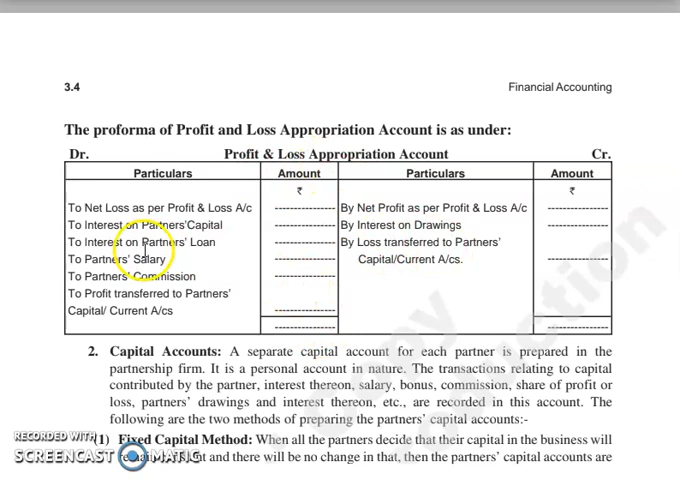 3.4 Financial Accounting
The proforma of Profit and Loss Appropriation Account is as under:
Dr. Profit & Loss Appropriation Account Cr.
Particulars Amount Particulars Amount
₹ ₹
To Net Loss as per Profit & Loss A/c ---------------- By Net Profit as per Profit & Loss A/c ----------------
To Interest on Partners'Capital ---------------- By Interest on Drawings ----------------
To Interest on Partners' Loan ---------------- By Loss transferred to Partners'
To Partners' Salary ---------------- Capital/Current A/cs. ----------------
To Partners' Commission ----------------
To Profit transferred to Partners'
Capital/ Current A/cs ----------------
---------------- ----------------
2. Capital Accounts: A separate capital account for each partner is prepared in the
partnership firm. It is a personal account in nature. The transactions relating to capital
contributed by the partner, interest thereon, salary, bonus, commission, share of profit or
loss, partners' drawings and interest thereon, etc., are recorded in this account. The
following are the two methods of preparing the partners' capital accounts:-
(1) Fixed Capital Method: When all the partners decide that their capital in the business will
and there will be no change in that, then the partners' capital accounts are
Copy
RECORDED WITH
SCREENCAST MATIC